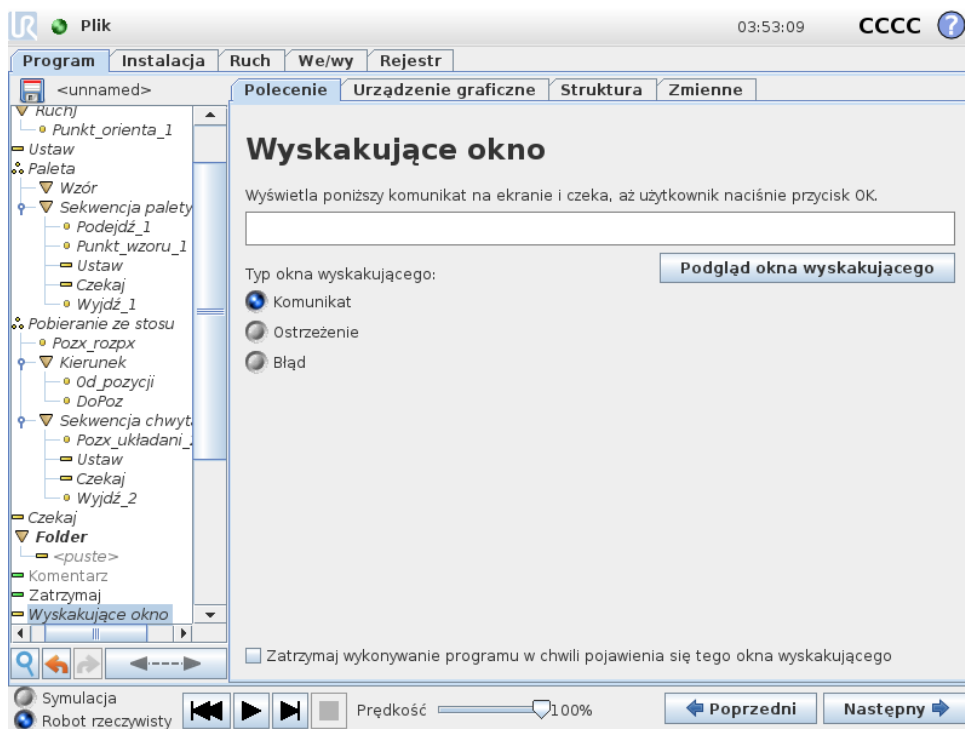 UR Plik 03:53:09 CCCC ?
Program Instalacja Ruch We/wy Rejestr
<unnamed>
Polecenie Urządzenie graficzne Struktura Zmienne
RuchJ
Punkt_orienta_1
Ustaw
Paleta
Wzór
Sekwencja palety
Podejdź_1
Punkt_wzoru_1
Ustaw
Czekaj
Wyjdź_1
Pobieranie ze stosu
Pozx_rozpx
Kierunek
Od_pozycji
DoPoz
Sekwencja chwyt
Pozx_układani_
Ustaw
Czekaj
Wyjdź_2
Czekaj
Folder
<puste>
Komentarz
Zatrzymaj
Wyskakujące okno
Wyskakujące okno
Wyświetla poniższy komunikat na ekranie i czeka, aż użytkownik naciśnie przycisk OK.
Typ okna wyskakującego:
Podgląd okna wyskakującego
Komunikat
Ostrzeżenie
Błąd
Zatrzymaj wykonywanie programu w chwili pojawienia się tego okna wyskakującego
Symulacja
Robot rzeczywisty
Prędkość 100%
Poprzedni
Następny